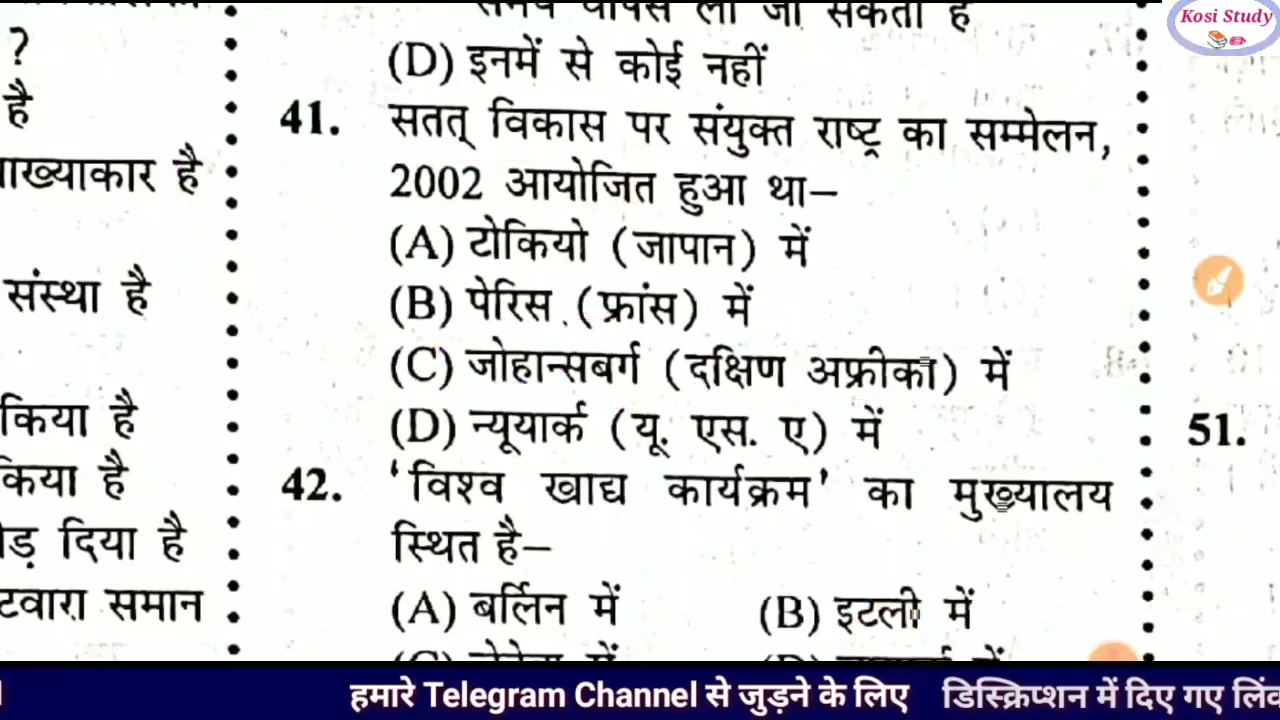 Kosi Study
?
है
है
संस्था है
किया है
दिया है
समान
(D) इनमें से कोई नहीं
41. सतत् विकास पर संयुक्त राष्ट्र का सम्मेलन,
2002 आयोजित हुआ था–
(A) टोकियो (जापान) में
(B) पेरिस (फ्रांस) में
(C) जोहान्सबर्ग (दक्षिण अफ्रीका) में
(D) न्यूयार्क (यू. एस. ए) में
42. ‘विश्व खाद्य कार्यक्रम’ का मुख्यालय
स्थित है–
(A) बर्लिन में (B) इटली में
51.
हमारे Telegram Channel से जुड़ने के लिए डिस्क्रिप्शन में दिए गए